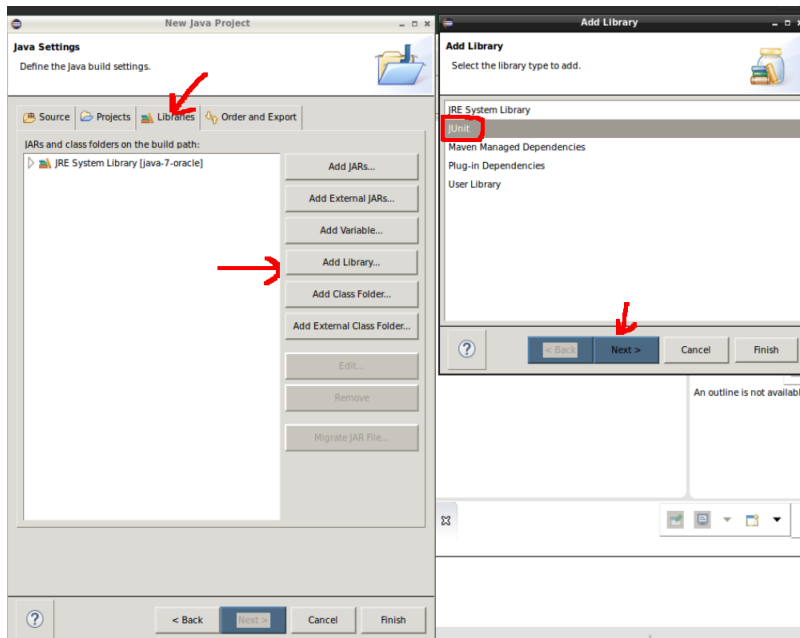 New Java Project
Java Settings
Define the Java build settings.
Source Projects Libraries Order and Export
JARs and class folders on the build path:
JRE System Library [java-7-oracle]
Add JARs...
Add External JARs...
Add Variable...
Add Library...
Add Class Folder...
Add External Class Folder...
Edit...
Remove
Migrate JAR File...
? < Back Next > Cancel Finish
Add Library
Add Library
Select the library type to add.
JRE System Library
JUnit
Maven Managed Dependencies
Plug-in Dependencies
User Library
? < Back Next > Cancel Finish
An outline is not availabl